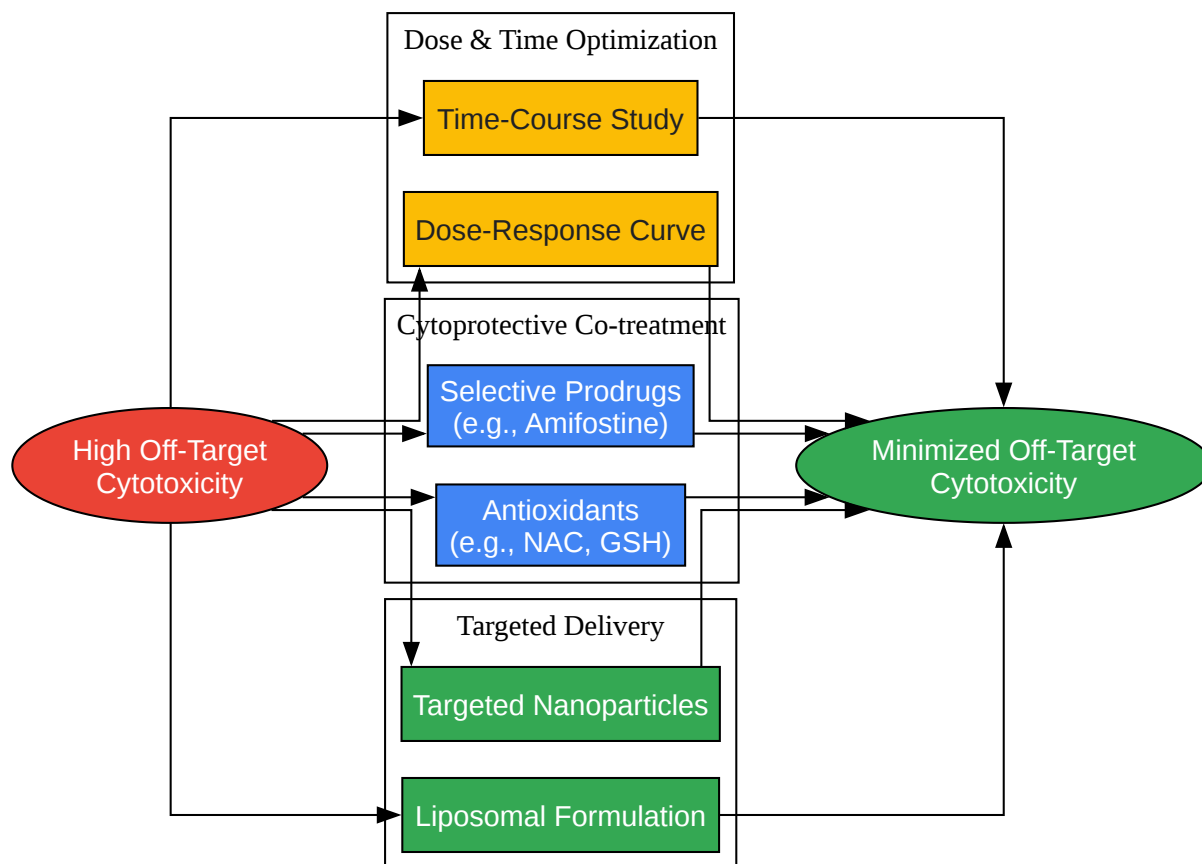 Dose & Time Optimization
Time-Course Study
Dose-Response Curve
Cytoprotective Co-treatment
Selective Prodrugs
(e.g., Amifostine)
High Off-Target
Cytotoxicity
Minimized Off-Target
Cytotoxicity
Antioxidants
(e.g., NAC, GSH)
Targeted Delivery
Targeted Nanoparticles
Liposomal Formulation